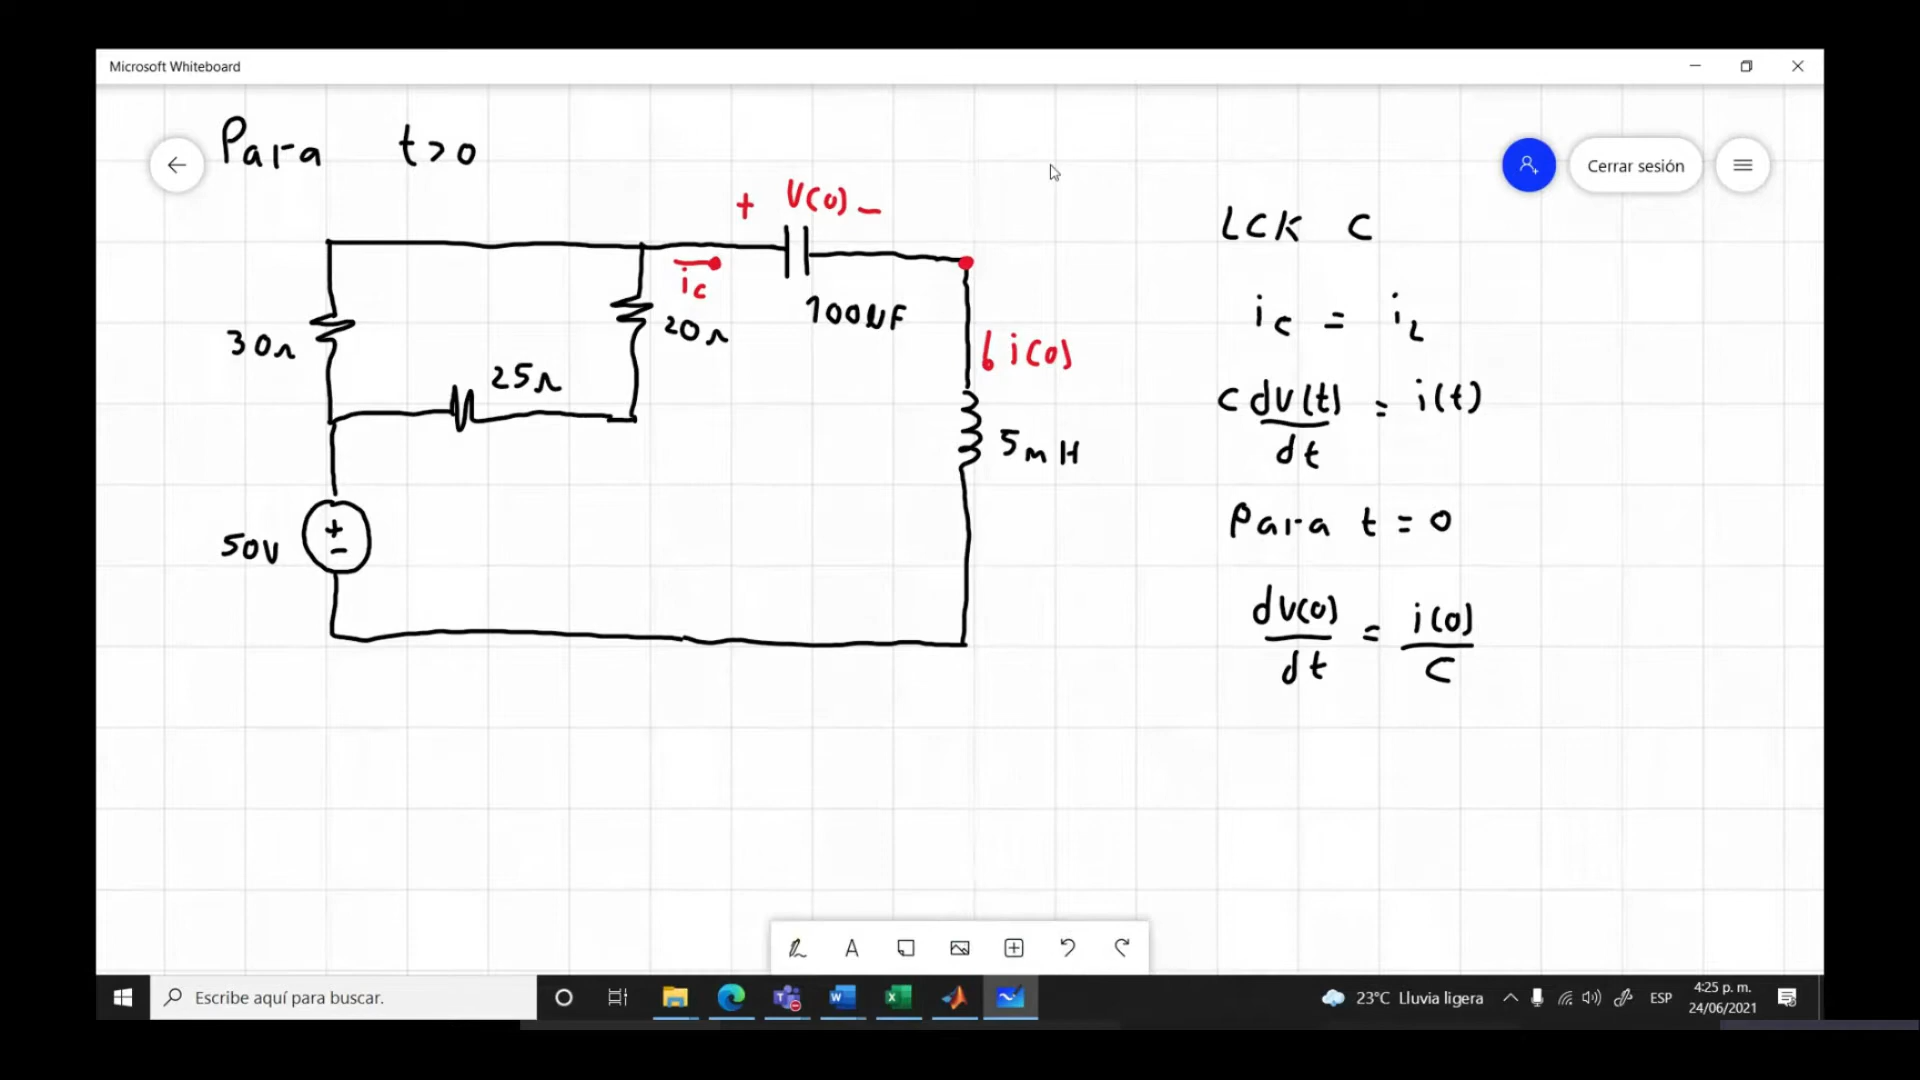 Microsoft Whiteboard
Para t>0
Cerrar sesión
+ V(0) -
LCK C
ic
30Ω
20Ω
100µF
ic = iL
i(0)
25Ω
C dv(t)/dt = i(t)
5mH
Para t = 0
50V
+
-
dv(0)/dt = i(0)/C
A
Escribe aquí para buscar.
23°C Lluvia ligera
ESP
4:25 p. m.
24/06/2021